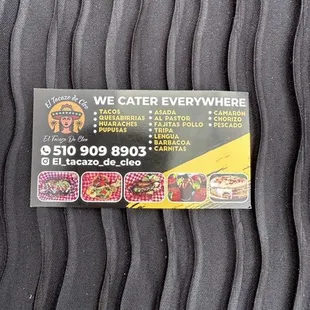 El Tacazo de Cleo
El Tacazo De Cleo
WE CATER EVERYWHERE
TACOS
QUESABIRRIAS
HUARACHES
PUPUSAS
ASADA
AL PASTOR
FAJITAS POLLO
TRIPA
LENGUA
BARBACOA
CARNITAS
CAMARÓN
CHORIZO
PESCADO
510 909 8903
El_tacazo_de_cleo